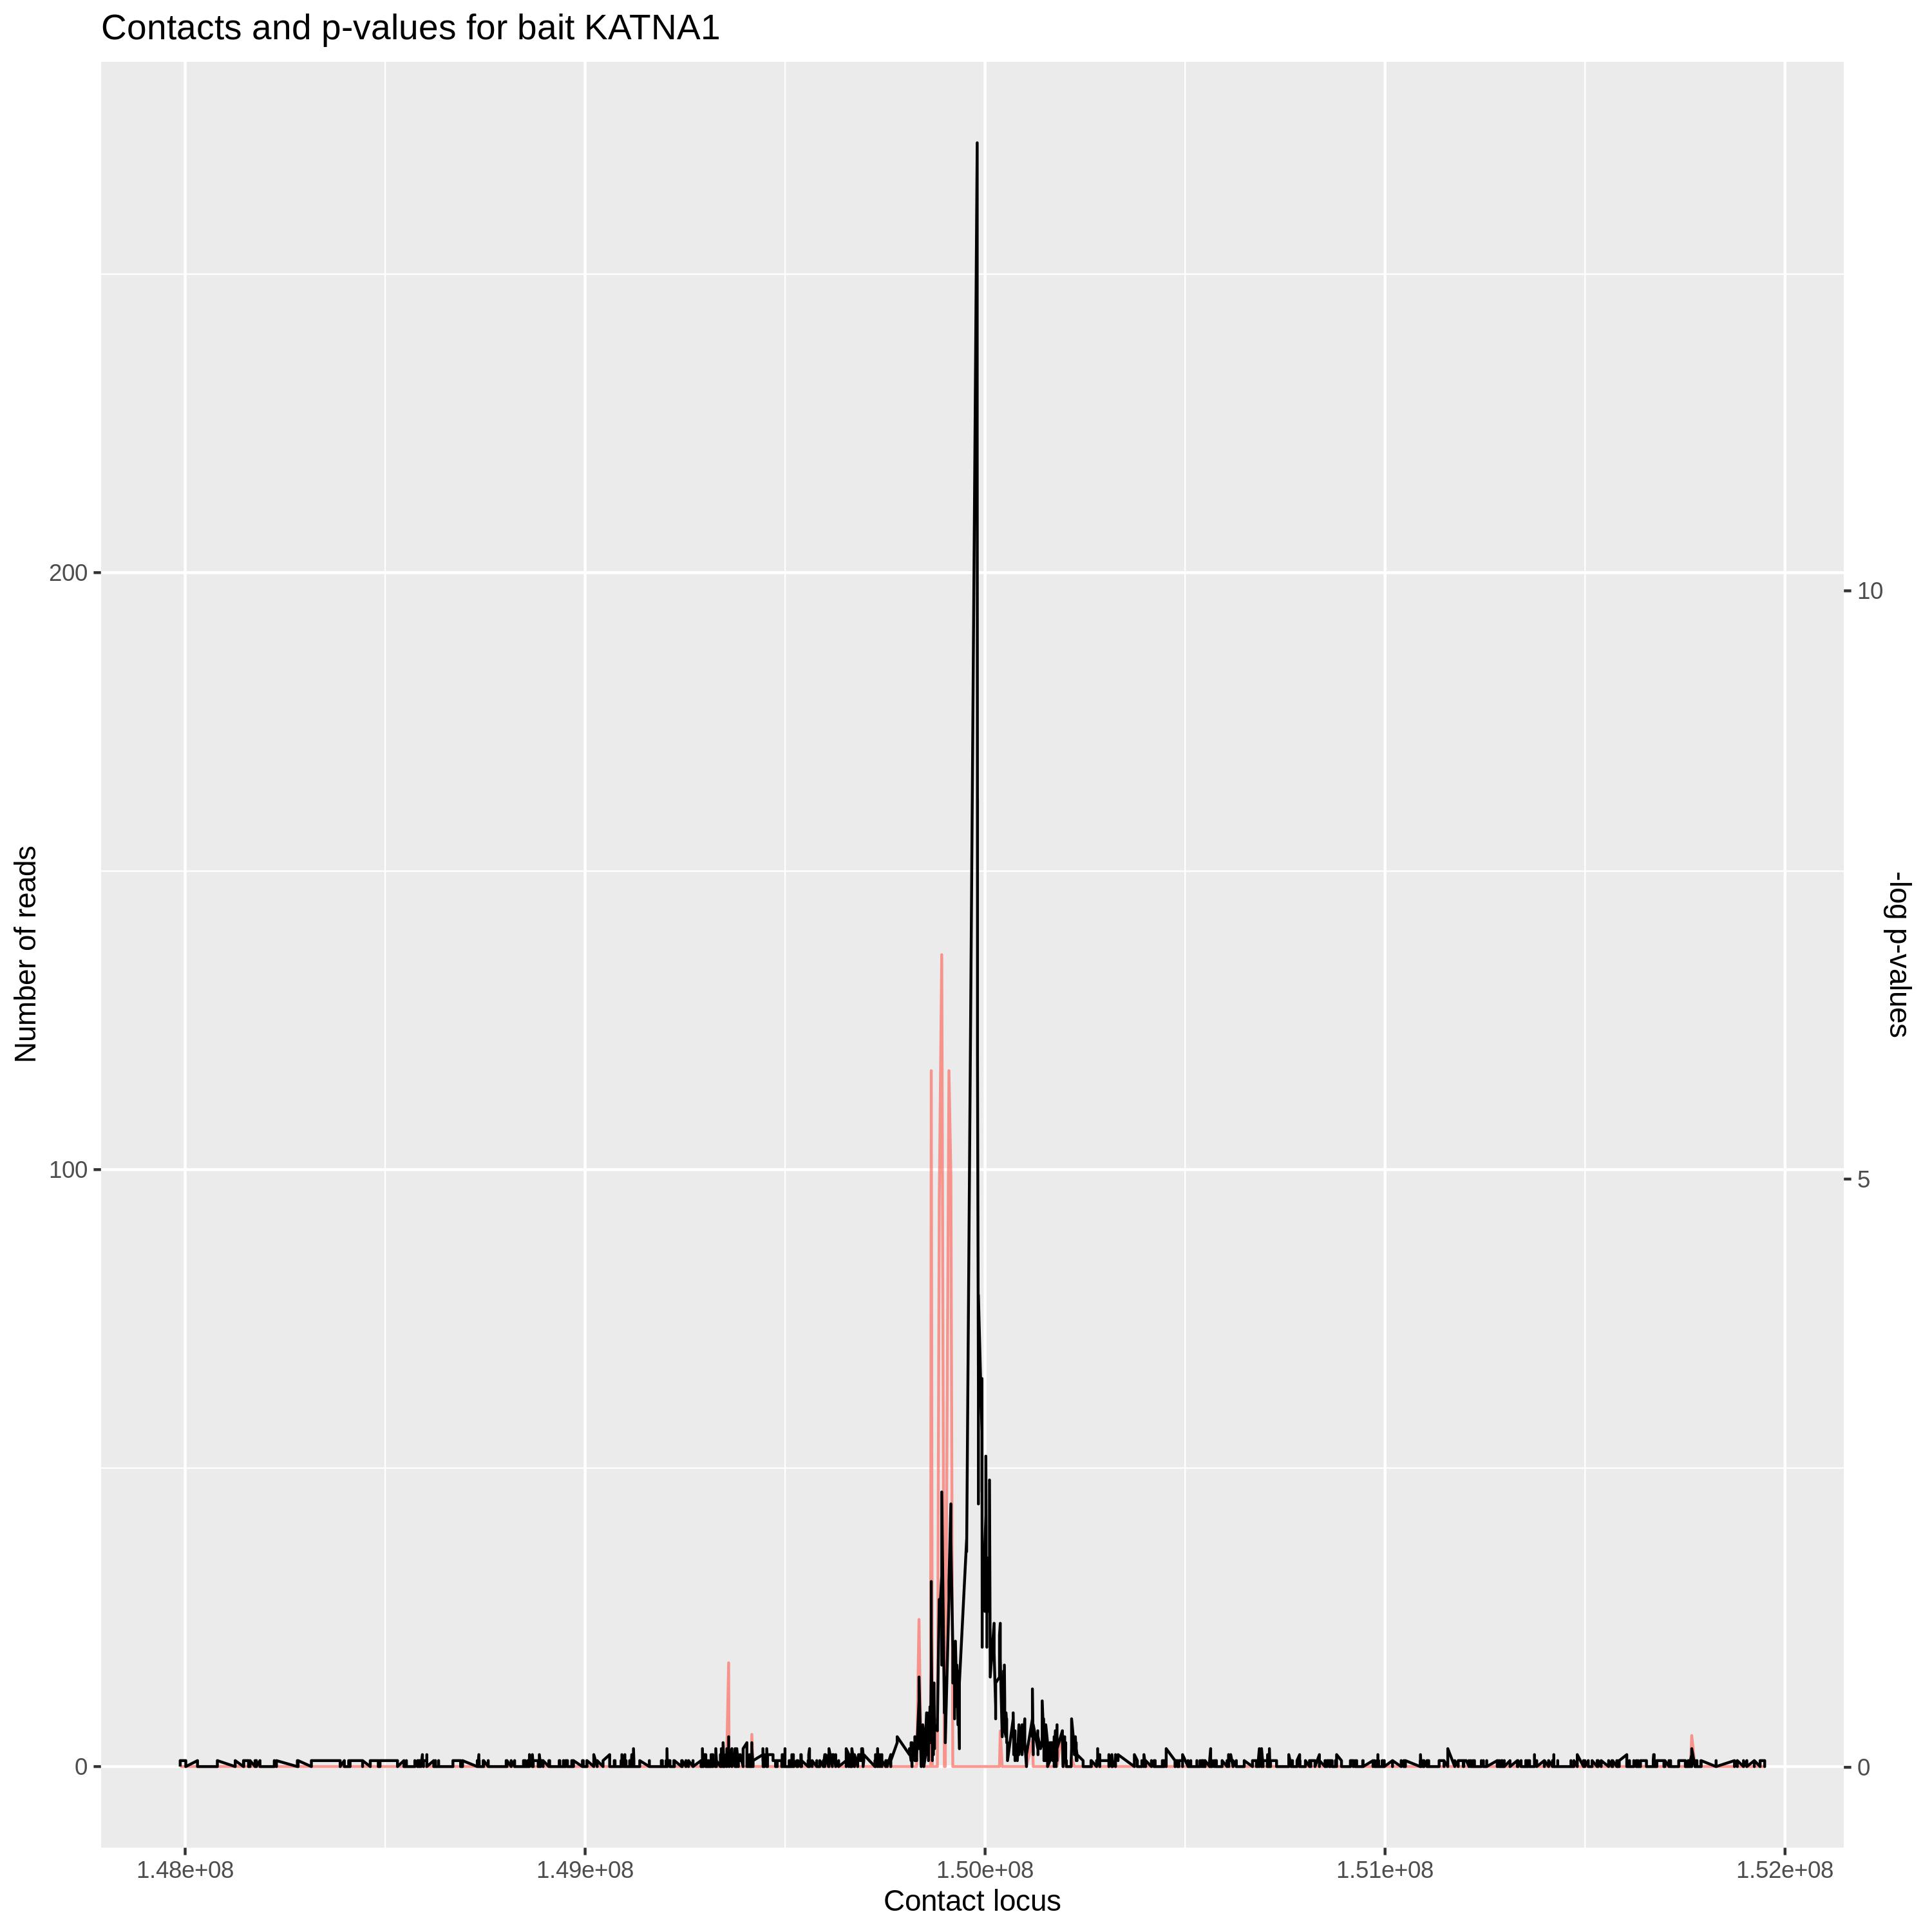 Contacts and p-values for bait KATNA1
Number of reads
200
100
0
10
5
0
-log p-values
1.48e+08
1.49e+08
1.50e+08
1.51e+08
1.52e+08
Contact locus